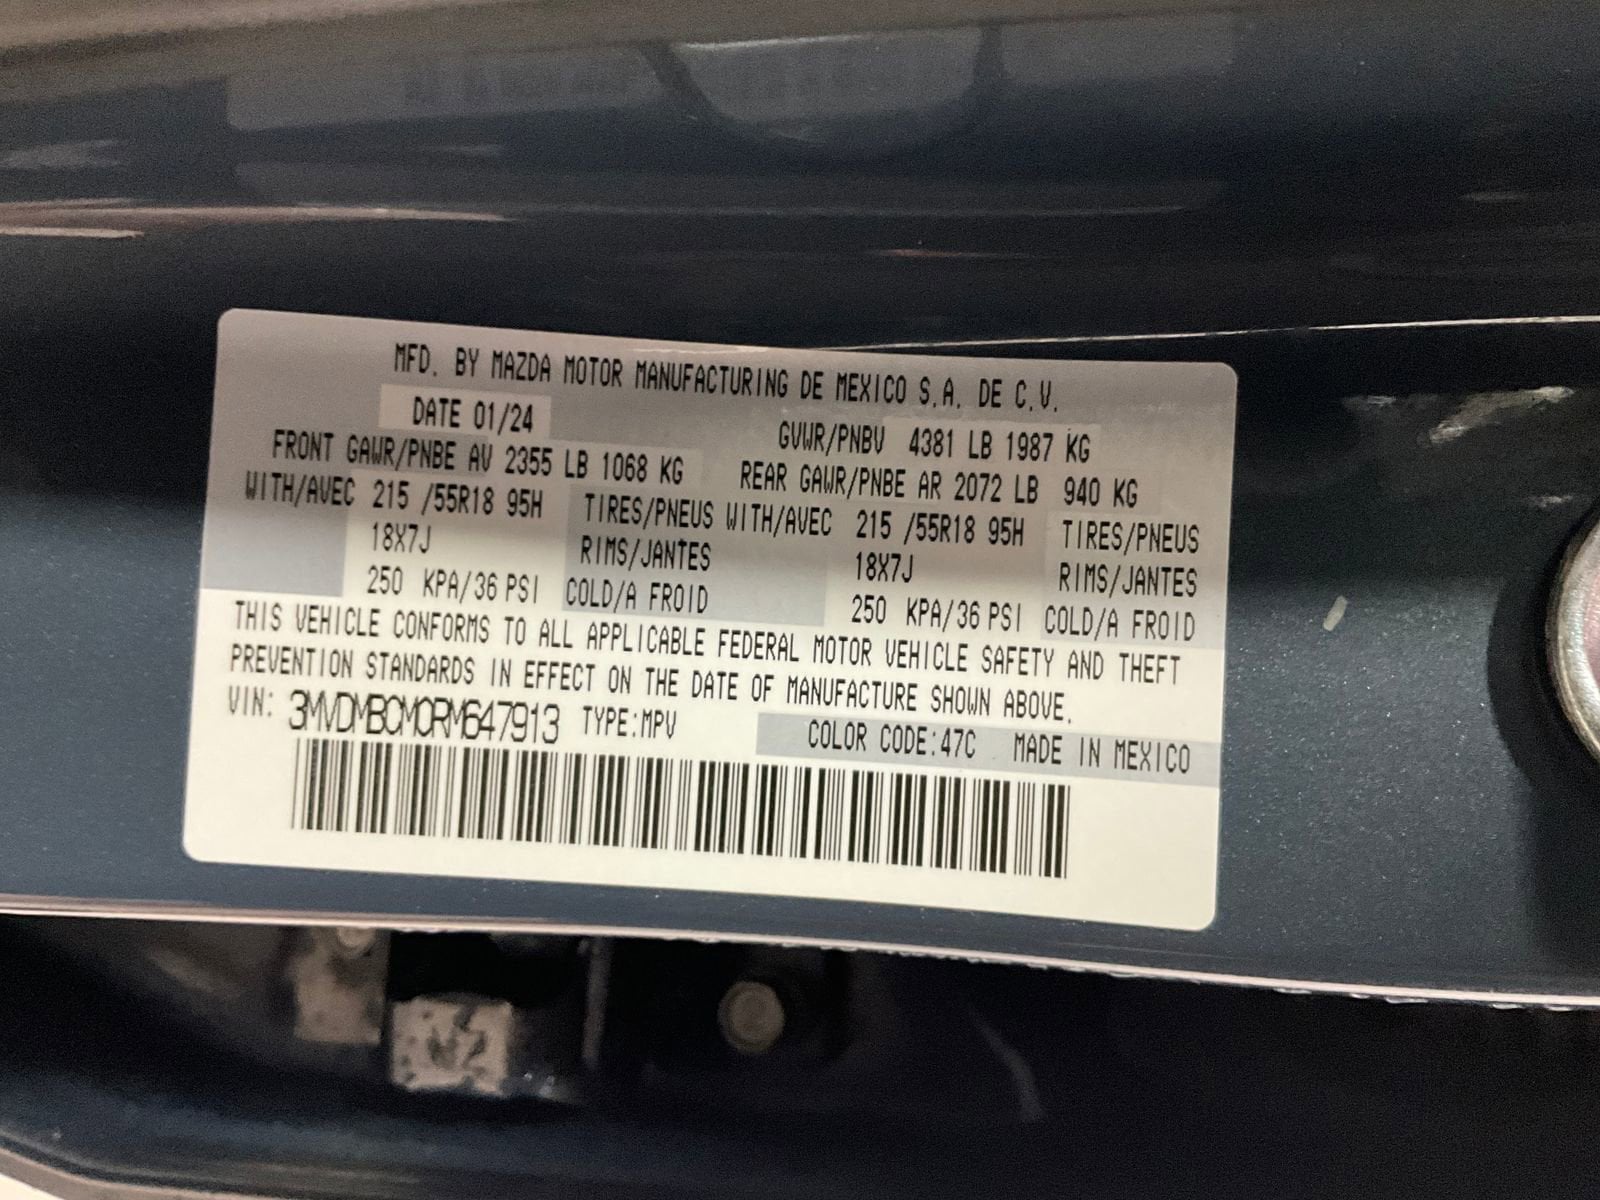 MFD. BY MAZDA MOTOR MANUFACTURING DE MEXICO S.A. DE C.V.
DATE 01/24 GVWR/PNBV 4381 LB 1987 KG
FRONT GAWR/PNBE AV 2355 LB 1068 KG REAR GAWR/PNBE AR 2072 LB 940 KG
WITH/AVEC 215 /55R18 95H TIRES/PNEUS WITH/AVEC 215 /55R18 95H TIRES/PNEUS
18X7J RIMS/JANTES 18X7J RIMS/JANTES
250 KPA/36 PSI COLD/A FROID 250 KPA/36 PSI COLD/A FROID
THIS VEHICLE CONFORMS TO ALL APPLICABLE FEDERAL MOTOR VEHICLE SAFETY AND THEFT
PREVENTION STANDARDS IN EFFECT ON THE DATE OF MANUFACTURE SHOWN ABOVE.
VIN: 3MVDMBCM0RM647913 TYPE:MPV COLOR CODE:47C MADE IN MEXICO